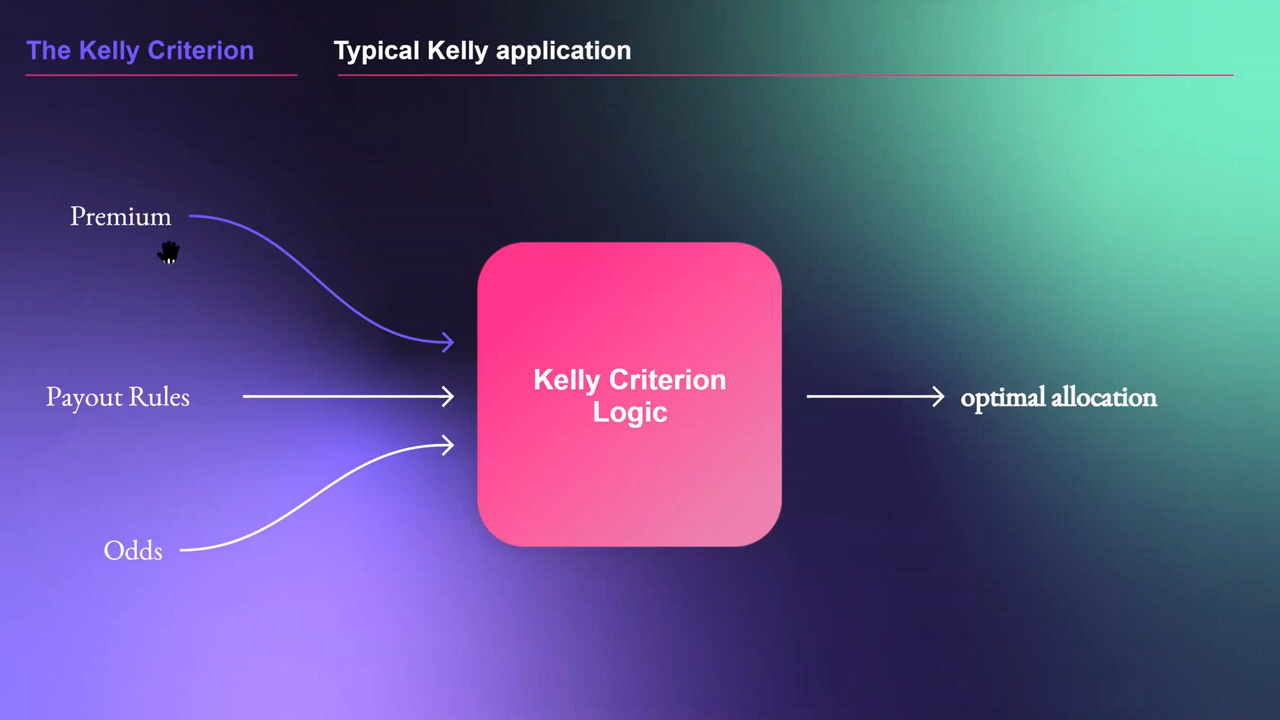 The Kelly Criterion
Typical Kelly application
Premium
Payout Rules
Odds
Kelly Criterion
Logic
optimal allocation